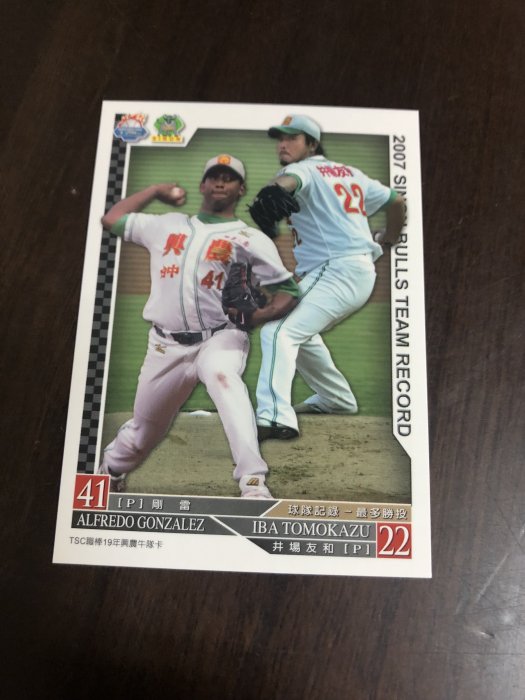 2007 SINON BULLS TEAM RECORD
22
22
興農
41
41
[P] 剛雷
ALFREDO GONZALEZ
球隊記錄-最多勝投
IBA TOMOKAZU
井場友和 [P]
22
TSC職棒19年興農牛隊卡